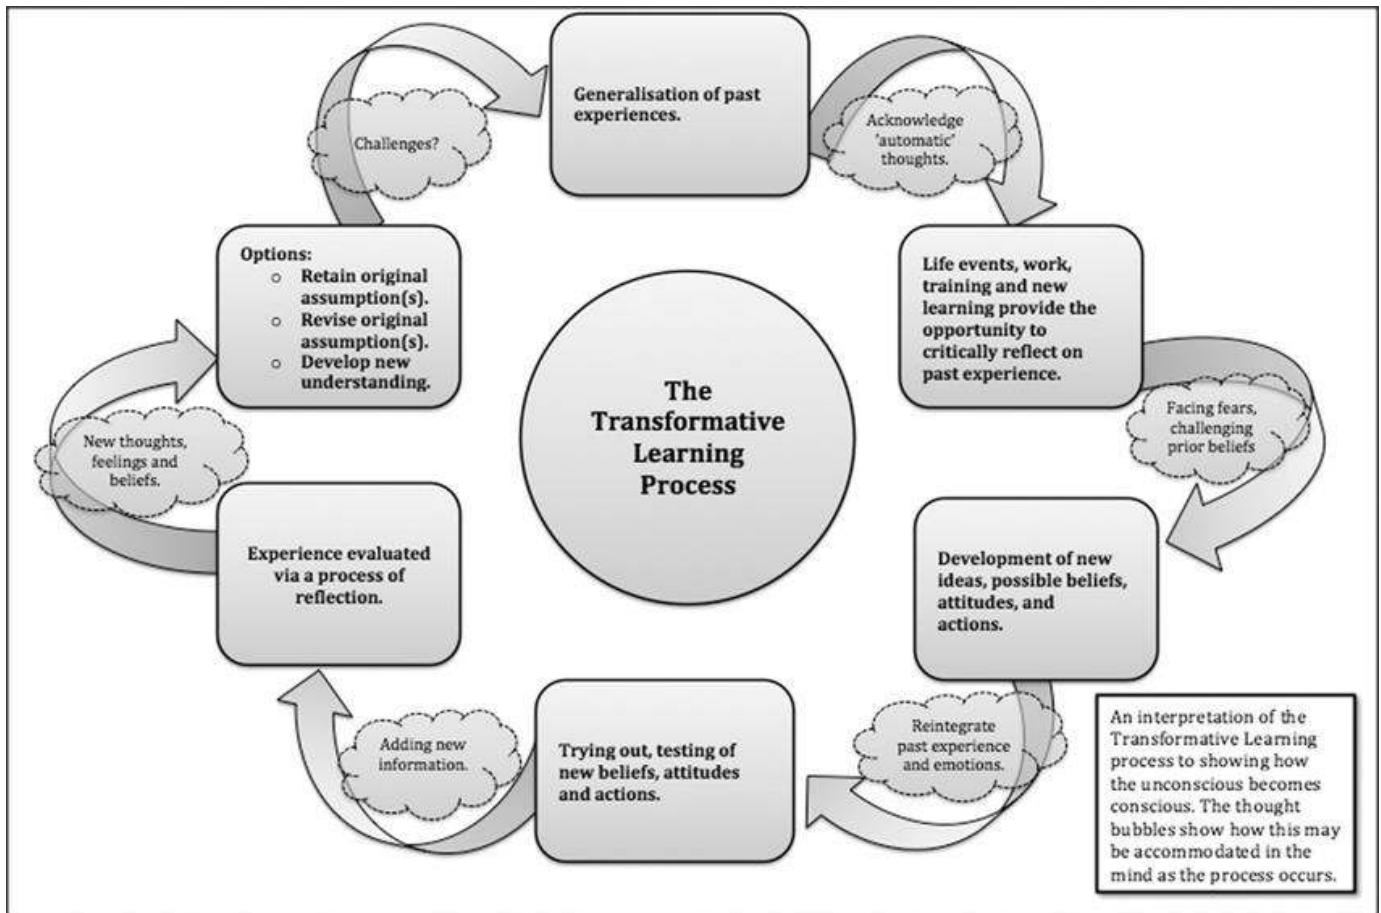 Generalisation of past
experiences.
Acknowledge
'automatic'
thoughts.
Life events, work,
training and new
learning provide the
opportunity to
critically reflect on
past experience.
Facing fears,
challenging
prior beliefs
Development of new
ideas, possible beliefs,
attitudes, and
actions.
Reintegrate
past experience
and emotions.
Trying out, testing of
new beliefs, attitudes
and actions.
Adding new
information.
Experience evaluated
via a process of
reflection.
New thoughts,
feelings and
beliefs.
Options:
o Retain original
assumption(s).
o Revise original
assumption(s).
o Develop new
understanding.
Challenges?
The
Transformative
Learning
Process
An interpretation of the
Transformative Learning
process to showing how
the unconscious becomes
conscious. The thought
bubbles show how this may
be accommodated in the
mind as the process occurs.